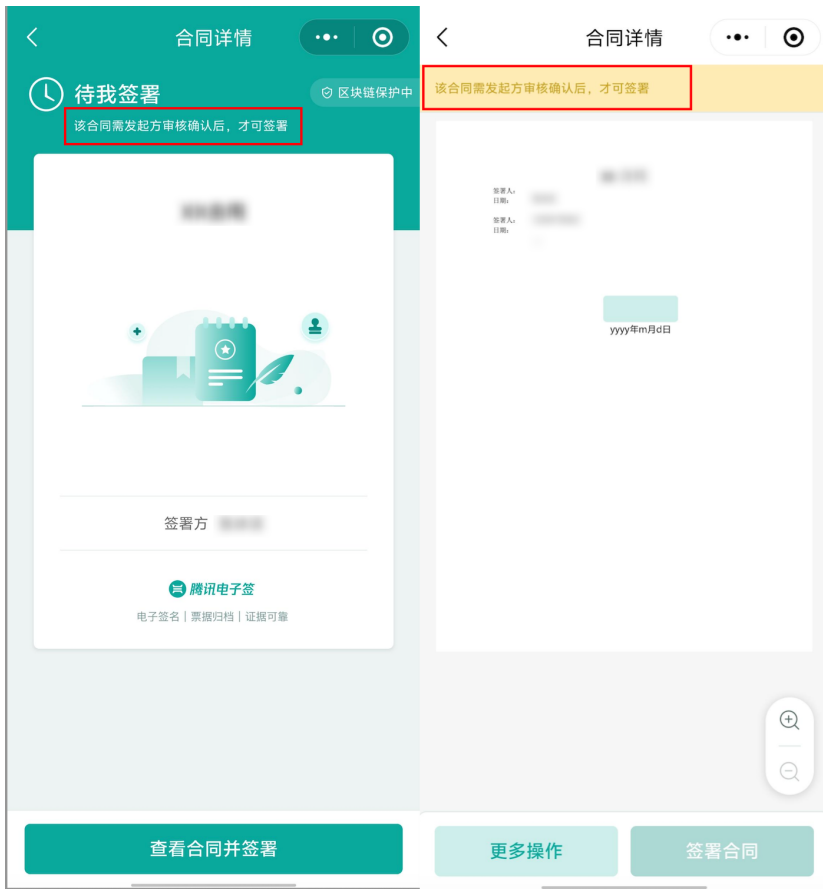 合同详情
待我签署
区块链保护中
该合同需发起方审核确认后，才可签署
签署方
腾讯电子签
电子签名｜票据归档｜证据可靠
查看合同并签署
合同详情
该合同需发起方审核确认后，才可签署
签署人：
日期：
签署人：
日期：
yyyy年m月d日
更多操作
签署合同